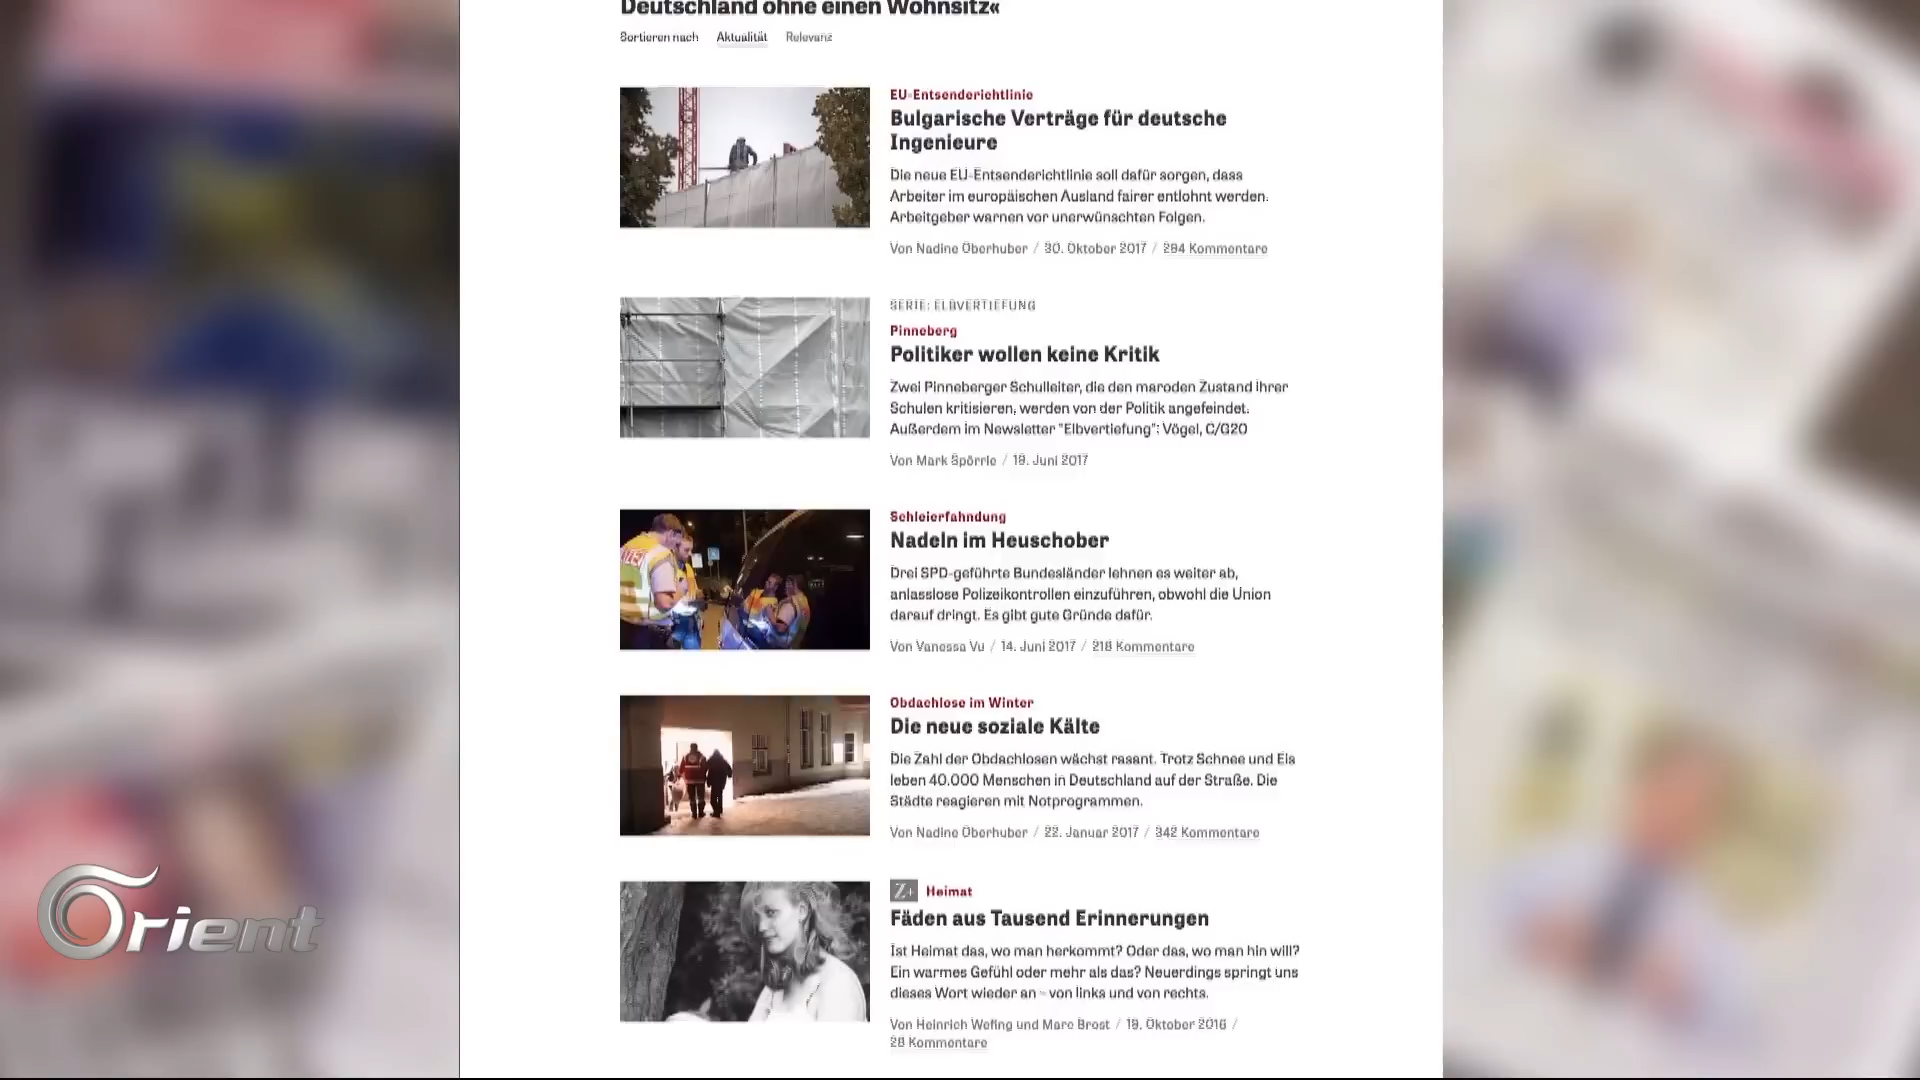 Deutschland ohne einen Wohnsitz«
Sortieren nach Aktualität Relevanz
EU-Entsenderichtlinie
Bulgarische Verträge für deutsche
Ingenieure
Die neue EU-Entsenderichtlinie soll dafür sorgen, dass
Arbeiter im europäischen Ausland fairer entlohnt werden.
Arbeitgeber warnen vor unerwünschten Folgen.
Von Nadine Oberhuber / 30. Oktober 2017 / 294 Kommentare
SERIE: ELBVERTIEFUNG
Pinneberg
Politiker wollen keine Kritik
Zwei Pinneberger Schulleiter, die den maroden Zustand ihrer
Schulen kritisieren, werden von der Politik angefeindet.
Außerdem im Newsletter "Elbvertiefung": Vögel, C/G20
Von Mark Spörrle / 19. Juni 2017
Schleierfahndung
Nadeln im Heuschober
Drei SPD-geführte Bundesländer lehnen es weiter ab,
anlasslose Polizeikontrollen einzuführen, obwohl die Union
darauf dringt. Es gibt gute Gründe dafür.
Von Vanessa Vu / 14. Juni 2017 / 218 Kommentare
Obdachlose im Winter
Die neue soziale Kälte
Die Zahl der Obdachlosen wächst rasant. Trotz Schnee und Eis
leben 40.000 Menschen in Deutschland auf der Straße. Die
Städte reagieren mit Notprogrammen.
Von Nadine Oberhuber / 22. Januar 2017 / 342 Kommentare
Z+ Heimat
Fäden aus Tausend Erinnerungen
Ist Heimat das, wo man herkommt? Oder das, wo man hin will?
Ein warmes Gefühl oder mehr als das? Neuerdings springt uns
dieses Wort wieder an – von links und von rechts.
Von Heinrich Wefing und Marc Brost / 19. Oktober 2016 /
28 Kommentare
Orient